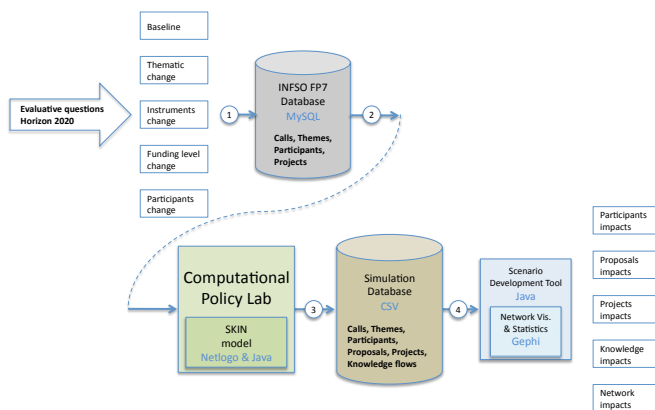 Baseline
Thematic
change
Evaluative questions
Horizon 2020
Instruments
change
Funding level
change
Participants
change
1
INFSO FP7
Database
MySQL
Calls, Themes,
Participants,
Projects
2
Computational
Policy Lab
SKIN
model
Netlogo & Java
3
Simulation
Database
CSV
Calls, Themes,
Participants,
Proposals, Projects,
Knowledge flows
4
Scenario
Development Tool
Java
Network Vis.
& Statistics
Gephi
Participants
impacts
Proposals
impacts
Projects
impacts
Knowledge
impacts
Network
impacts